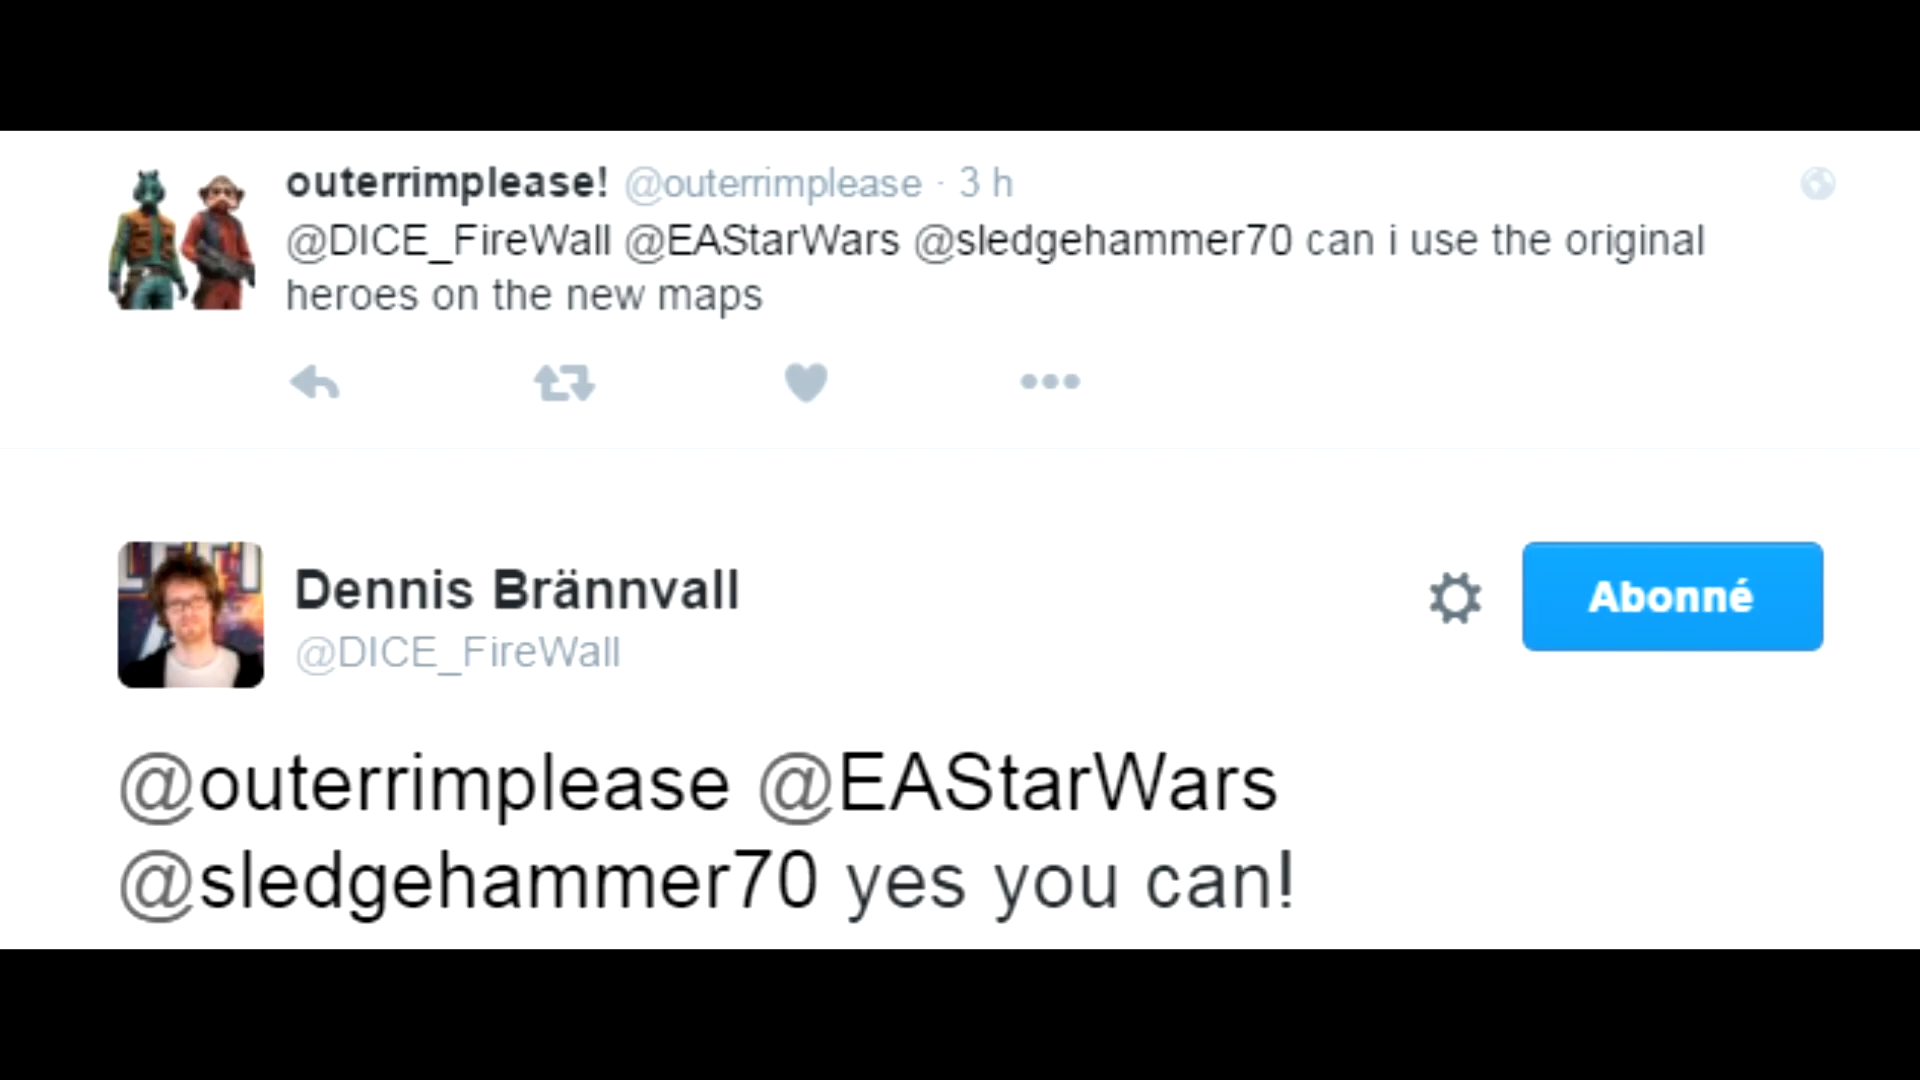 outerrimplease! @outerrimplease · 3 h
@DICE_FireWall @EAStarWars @sledgehammer70 can i use the original
heroes on the new maps
Dennis Brännvall
@DICE_FireWall
Abonné
@outerrimplease @EAStarWars
@sledgehammer70 yes you can!